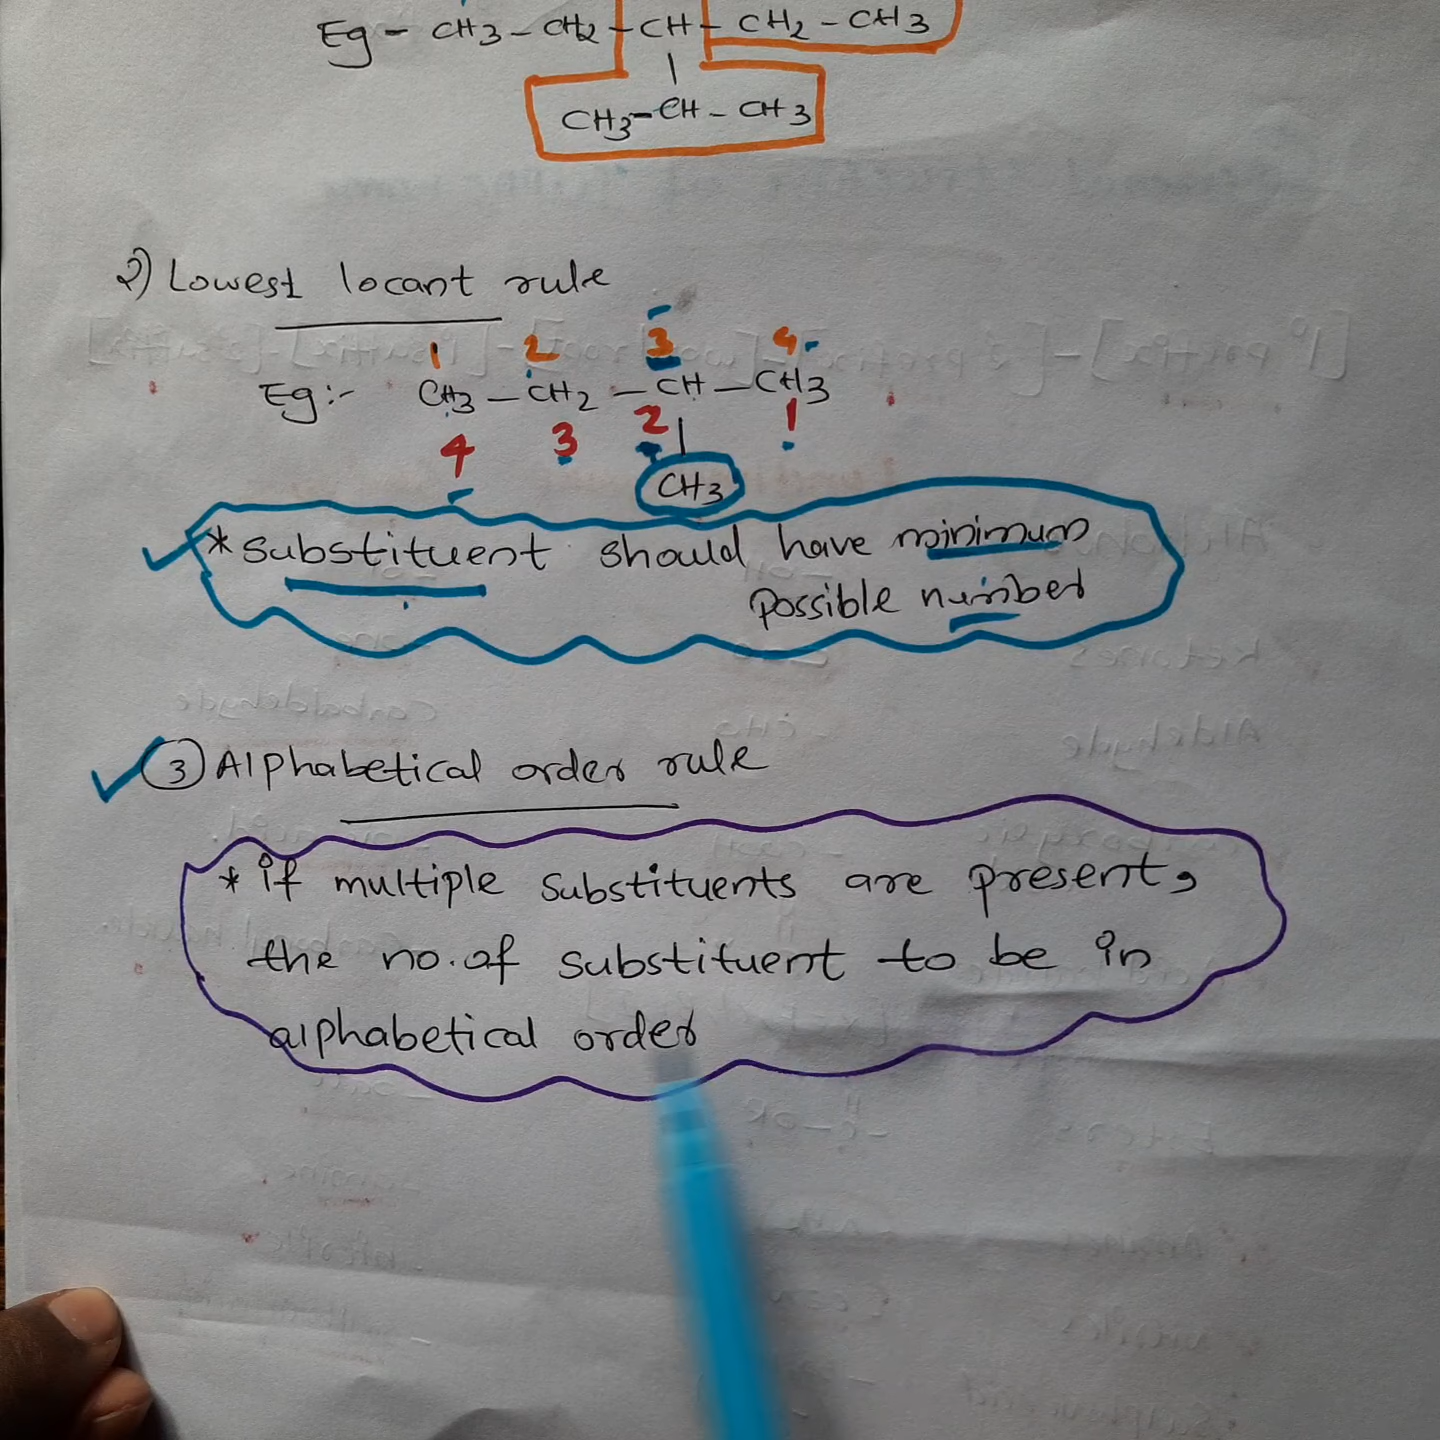 Eg - CH3 - CH2 - CH - CH2 - CH3
|
CH3 - CH - CH3
2) Lowest locant rule
1 2 3 4
Eg:- CH3 - CH2 - CH - CH3
4 3 2 1
|
CH3
* Substituent should have minimum
possible number
3 Alphabetical order rule
* if multiple substituents are present,
the no. of substituent to be in
alphabetical order